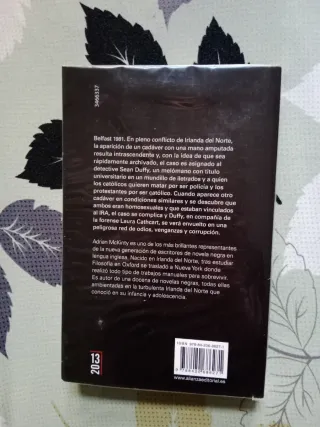 3466337
Belfast 1981. En pleno conflicto de Irlanda del Norte,
la aparición de un cadáver con una mano amputada
resulta intrascendente y, con la idea de que sea
rápidamente archivado, el caso es asignado al
detective Sean Duffy, un melómano con título
universitario en un mundillo de iletrados y a quien
los católicos quieren matar por ser policía y los
protestantes por ser católico. Cuando aparece otro
cadáver en condiciones similares y se descubre que
ambos eran homosexuales y que estaban vinculados
al IRA, el caso se complica y Duffy, en compañía de
la forense Laura Cathcart, se verá envuelto en una
peligrosa red de odios, venganzas y corrupción.
Adrian McKinty es uno de los más brillantes representantes
de la nueva generación de escritores de novela negra en
lengua inglesa. Nacido en Irlanda del Norte, tras estudiar
Filosofía en Oxford se trasladó a Nueva York donde
realizó todo tipo de trabajos manuales para sobrevivir.
Es autor de una docena de novelas negras, todas ellas
ambientadas en la turbulenta Irlanda del Norte que
conoció en su infancia y adolescencia.
ISBN
13
20
www.alianzaeditorial.es